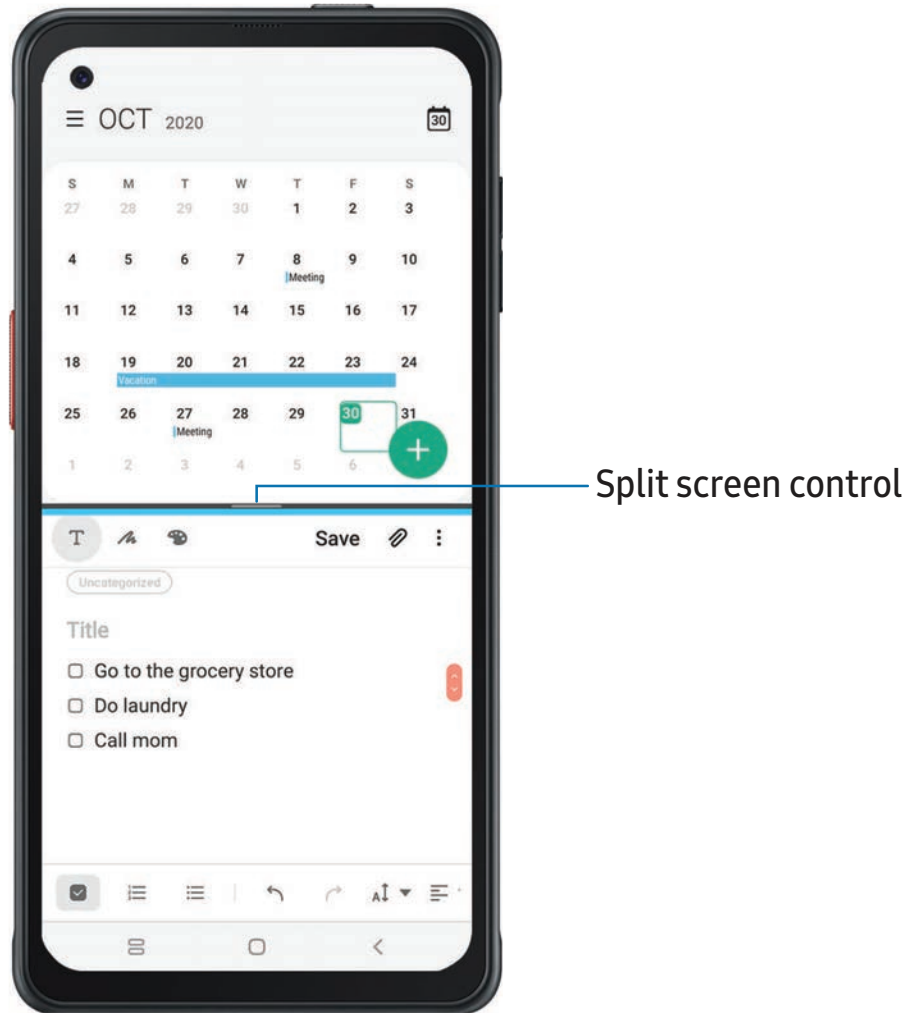 OCT 2020
30
S M T W T F S
27 28 29 30 1 2 3
4 5 6 7 8 9 10
Meeting
11 12 13 14 15 16 17
18 19 20 21 22 23 24
Vacation
25 26 27 28 29 30 31
Meeting
1 2 3 4 5 6
Split screen control
T Save
Uncategorized
Title
Go to the grocery store
Do laundry
Call mom
A